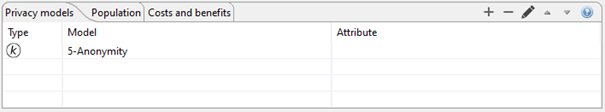 Privacy models Population Costs and benefits
Type Model Attribute
k 5-Anonymity